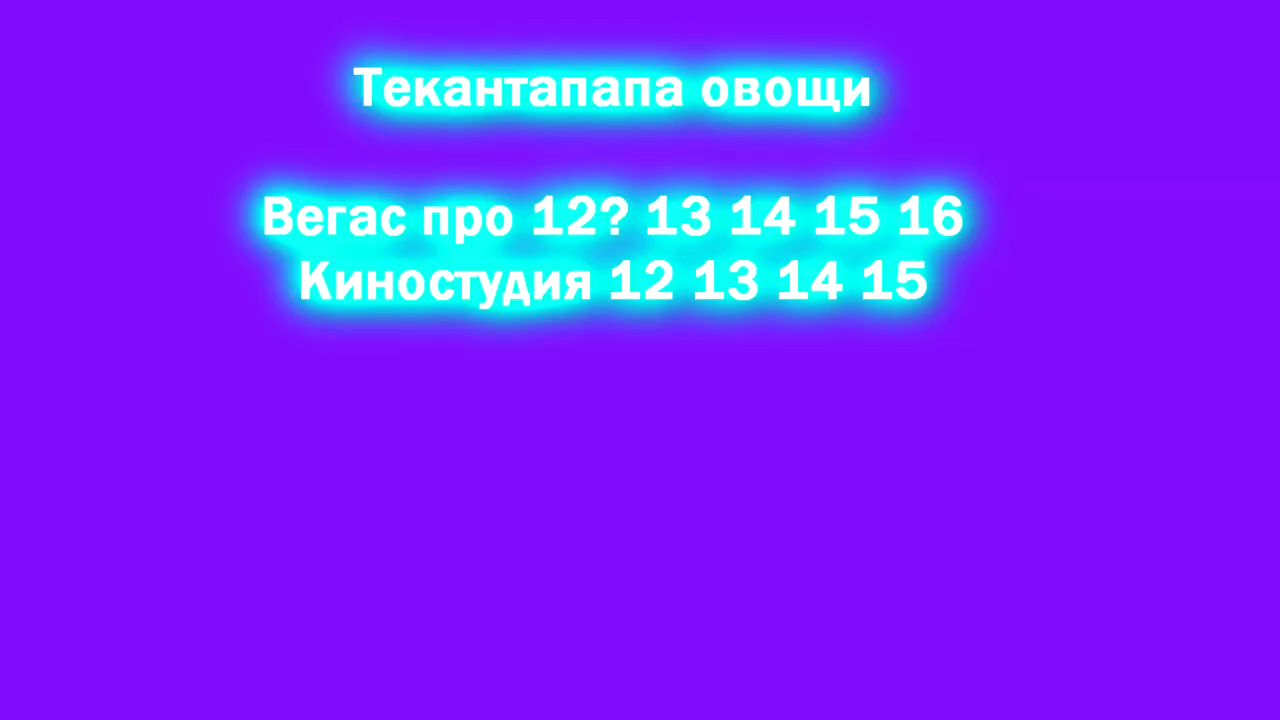 Текантапапа овощи
Вегас про 12? 13 14 15 16
Киностудия 12 13 14 15